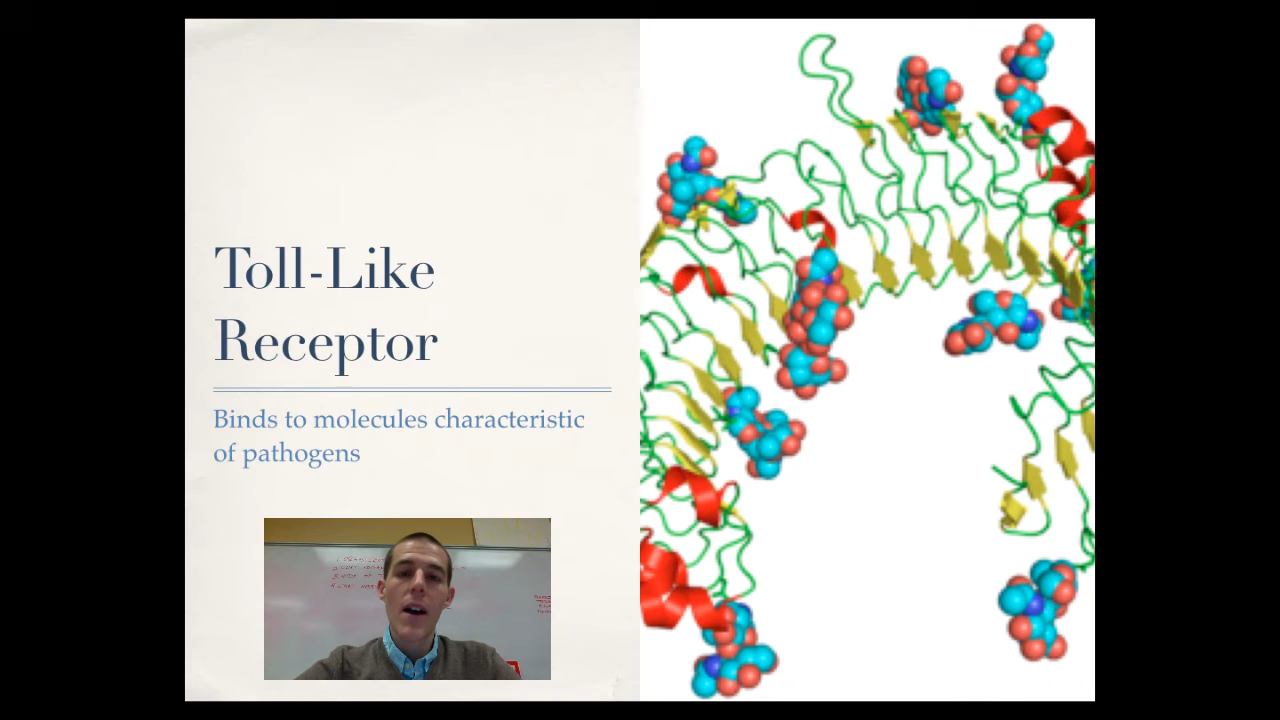 Toll-Like
Receptor
Binds to molecules characteristic
of pathogens